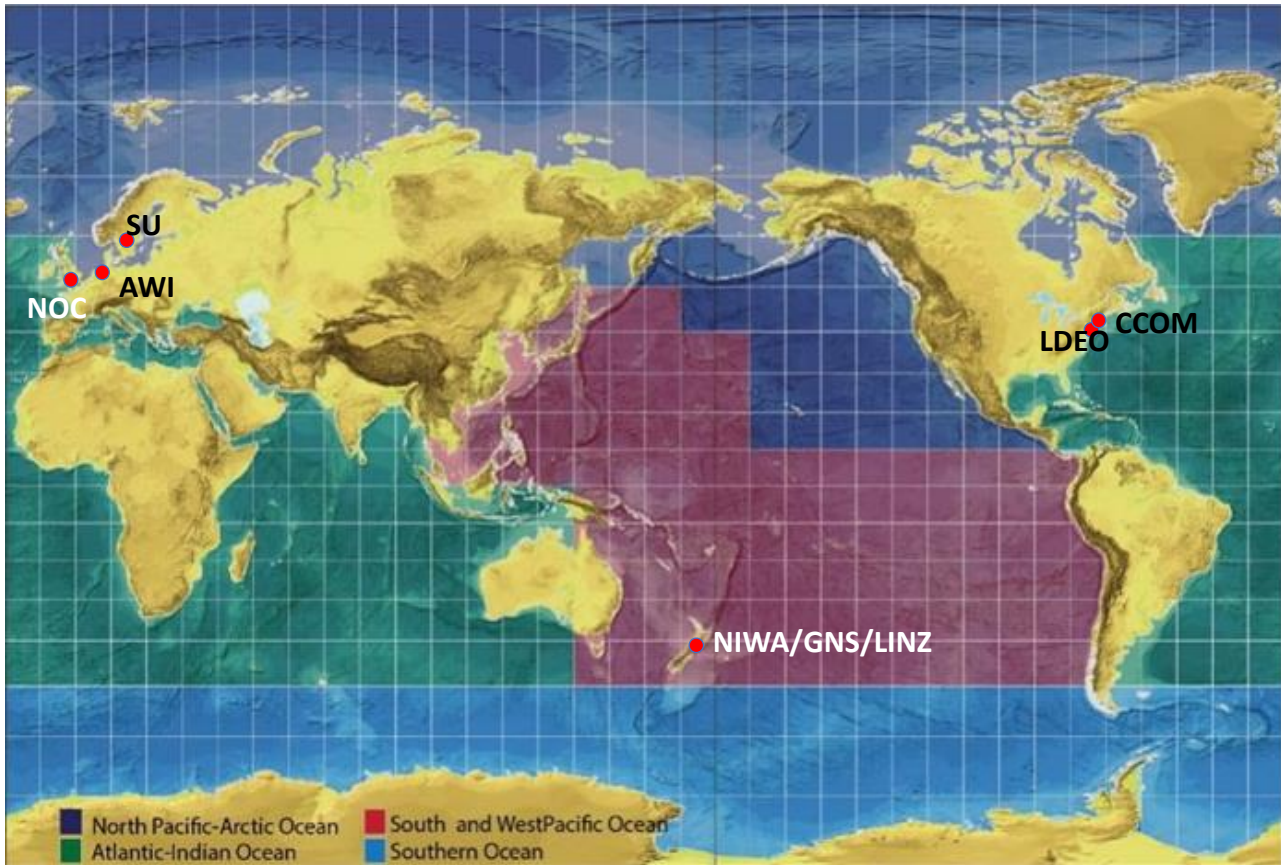 SU
AWI
NOC
CCOM
LDEO
NIWA/GNS/LINZ
North Pacific-Arctic Ocean
South and WestPacific Ocean
Atlantic-Indian Ocean
Southern Ocean